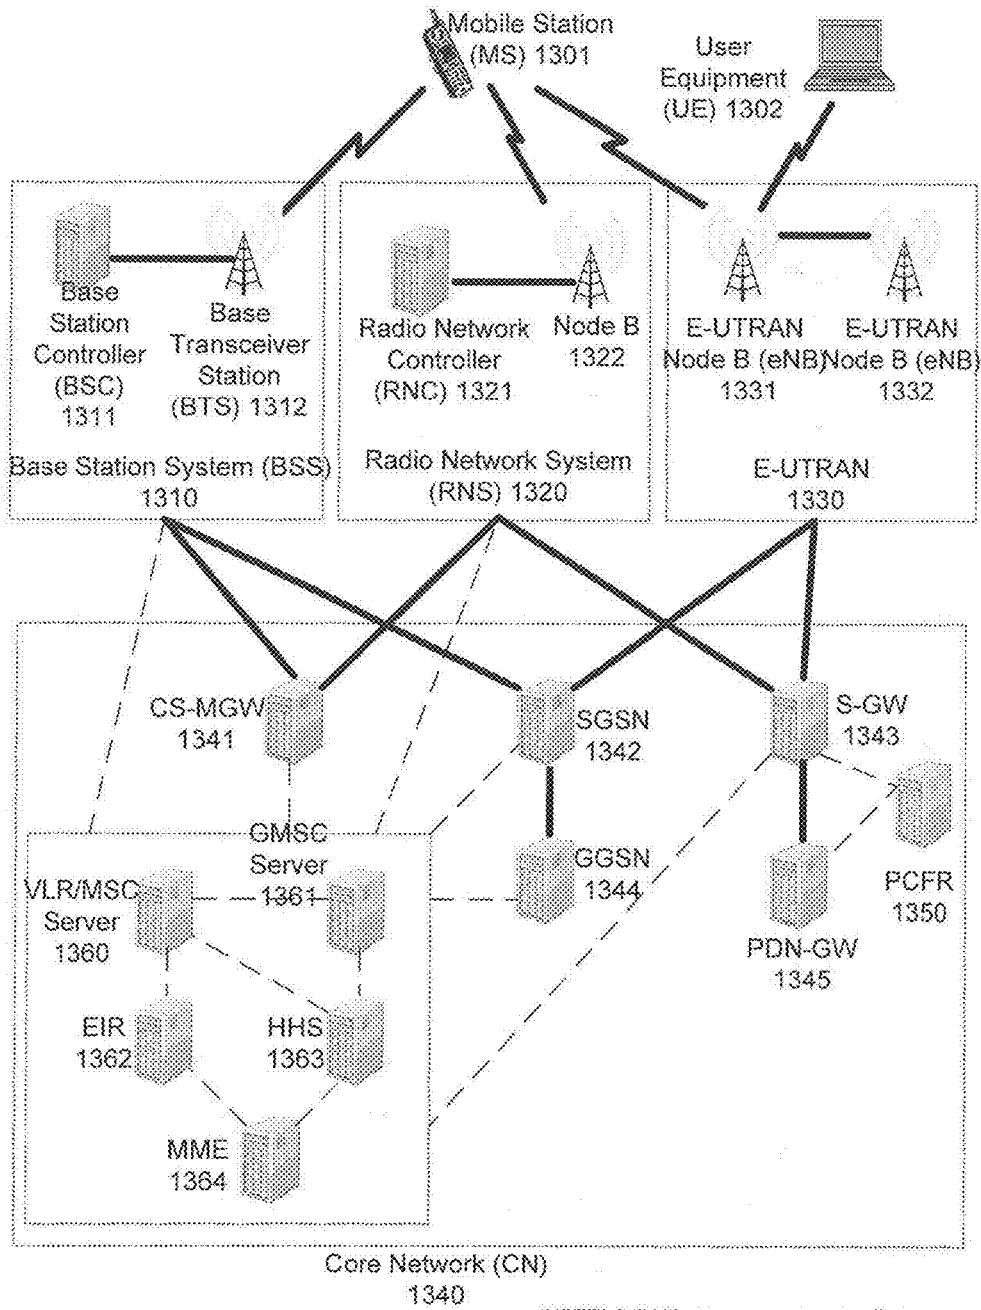 Mobile Station
(MS) 1301
User
Equipment
(UE) 1302
Base
Station
Controller
(BSC)
1311
Base
Transceiver
Station
(BTS) 1312
Base Station System (BSS)
1310
Radio Network
Controller
(RNC) 1321
Node B
1322
Radio Network System
(RNS) 1320
E-UTRAN
Node B (eNB)
1331
E-UTRAN
Node B (eNB)
1332
E-UTRAN
1330
CS-MGW
1341
SGSN
1342
S-GW
1343
GMSC
Server
1361
GGSN
1344
PCFR
1350
VLR/MSC
Server
1360
PDN-GW
1345
EIR
1362
HHS
1363
MME
1364
Core Network (CN)
1340